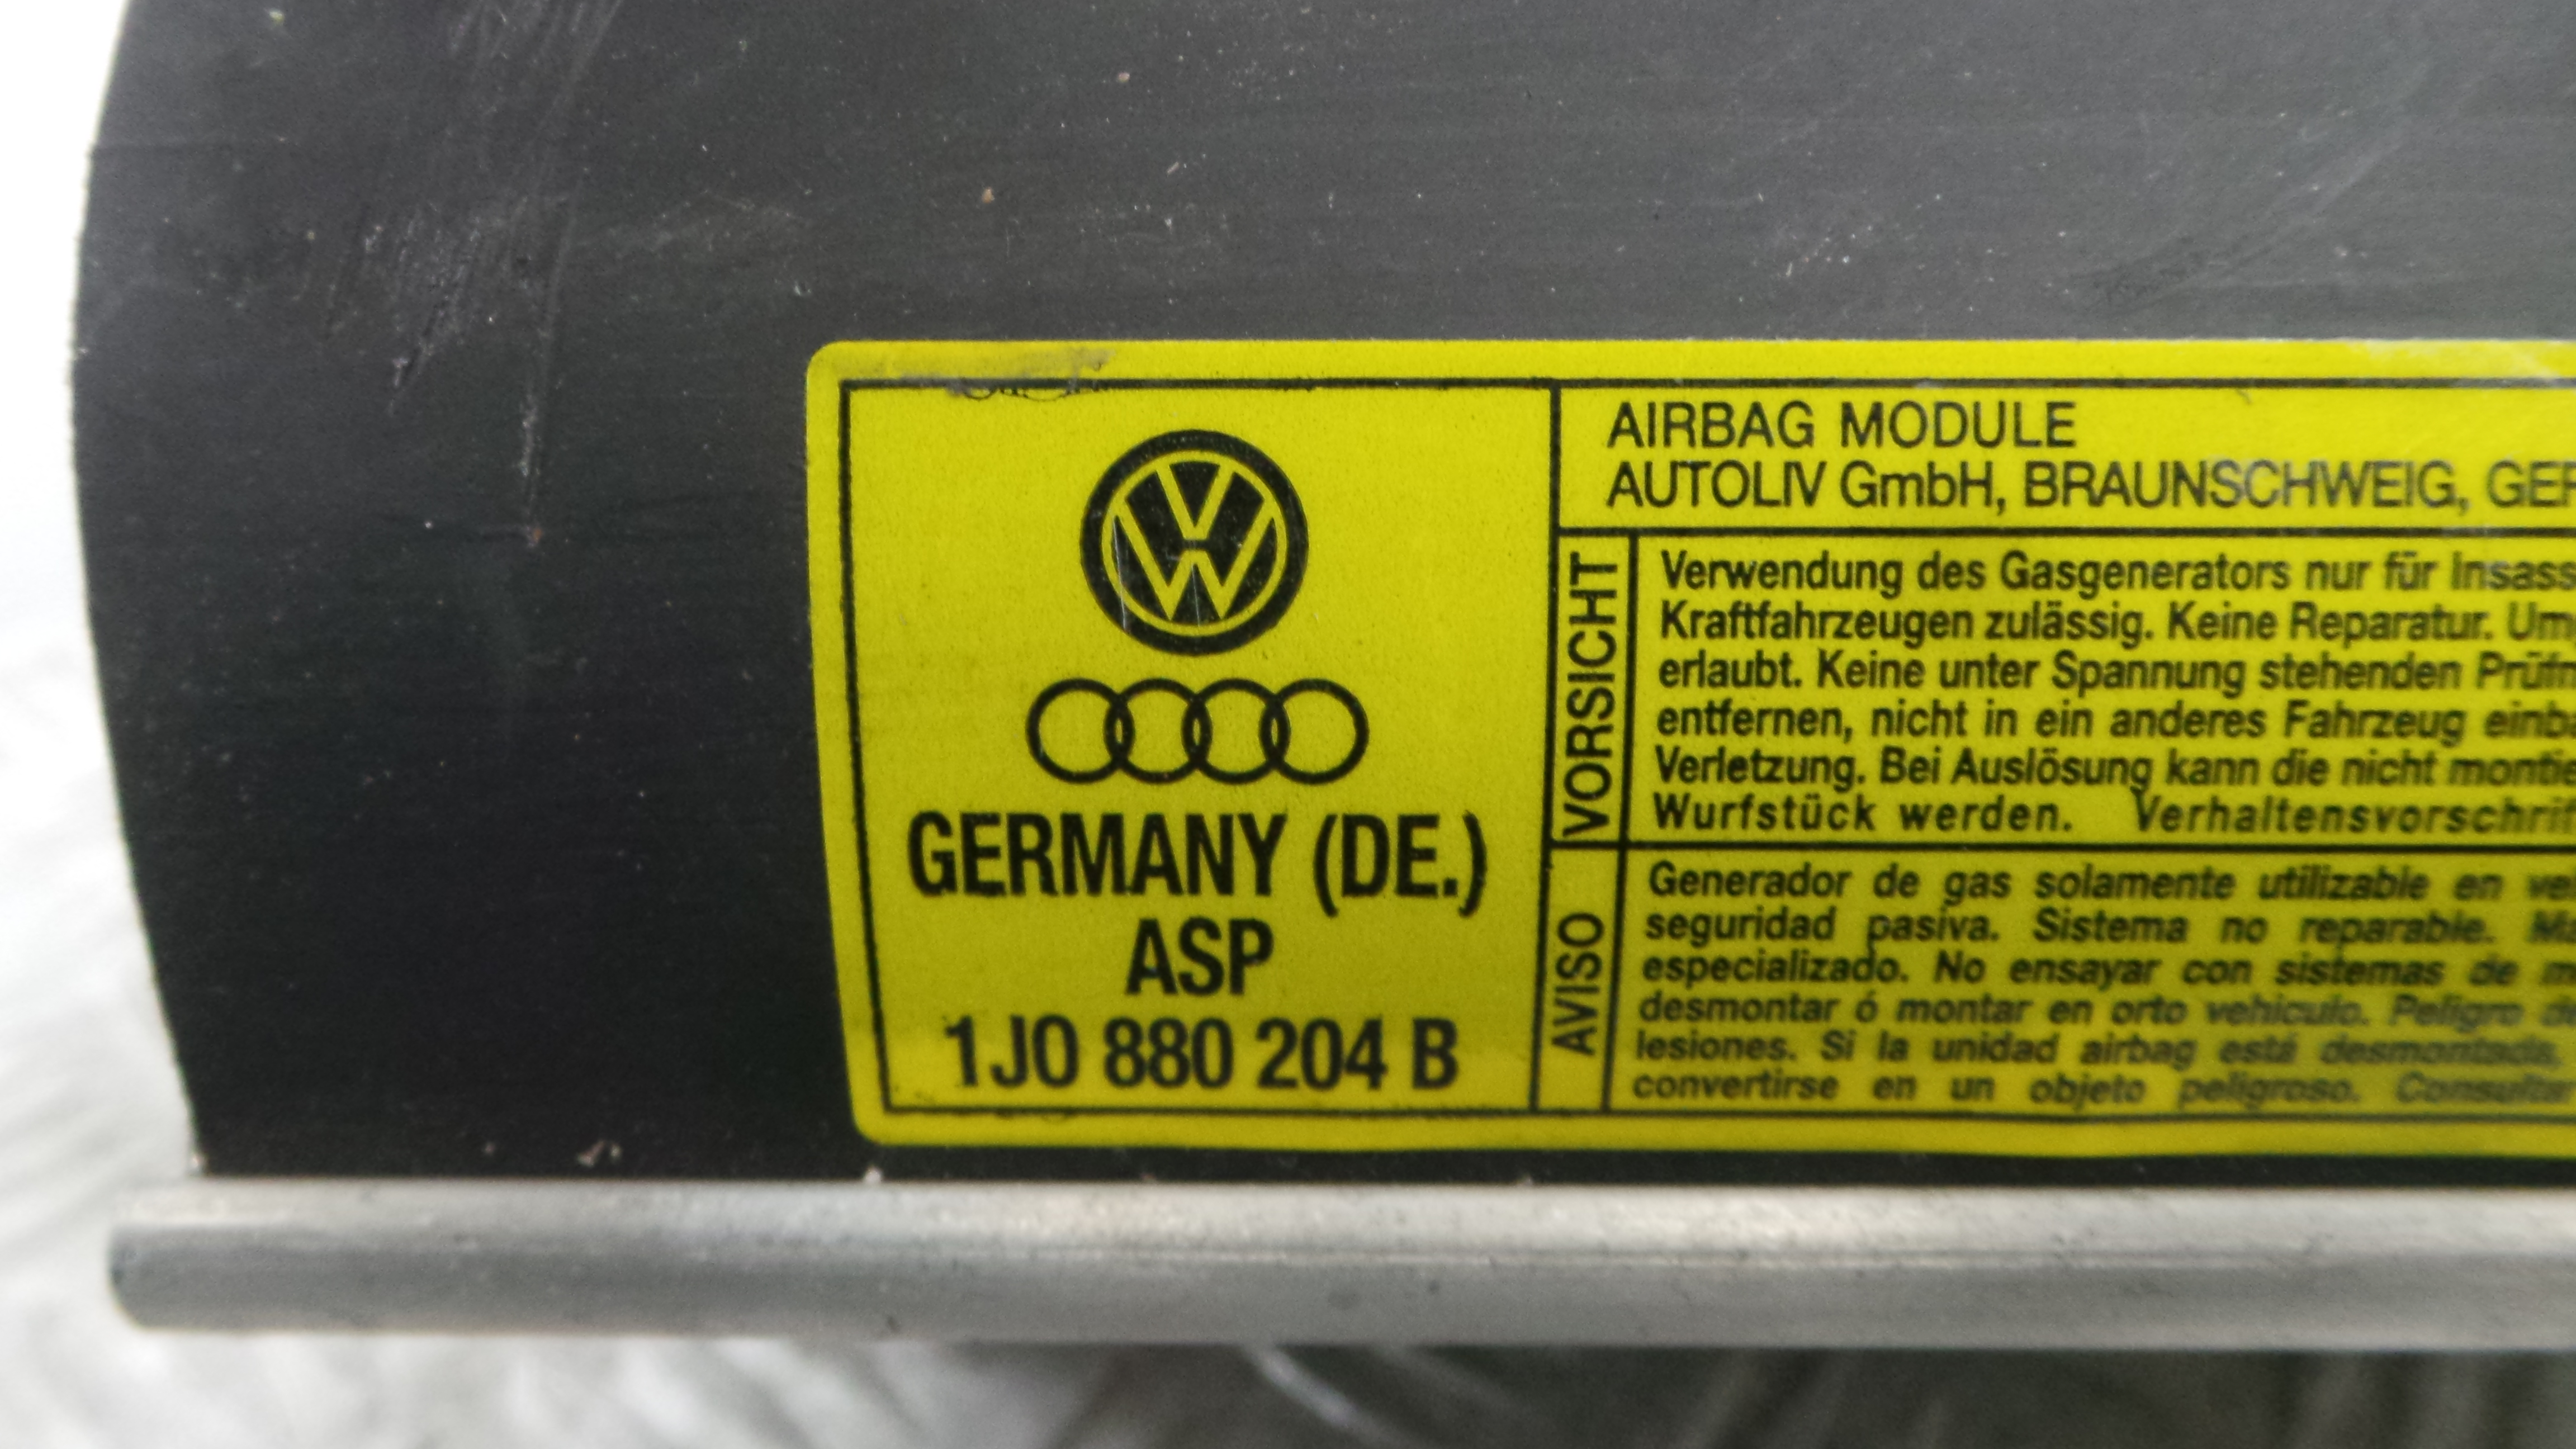 GERMANY (DE.)
ASP
1J0 880 204 B
AIRBAG MODULE
AUTOLIV GmbH, BRAUNSCHWEIG,
VORSICHT
Verwendung des Gasgenerators nur für
Kraftfahrzeugen zulässig. Keine Reparatur.
erlaubt. Keine unter Spannung stehenden
entfernen, nicht in ein anderes Fahrzeug
Verletzung. Bei Auslösung kann die nicht
Wurfstück werden. Verhaltensvorschrif
AVISO
Generador de gas solamente utilizable en
seguridad pasiva. Sistema no reparable.
especializado. No ensayar con sistemas de
desmontar ó montar en orto vehiculo. Peligro
lesiones. Si la unidad airbag está desmontada,
convertirse en un objeto peligroso.